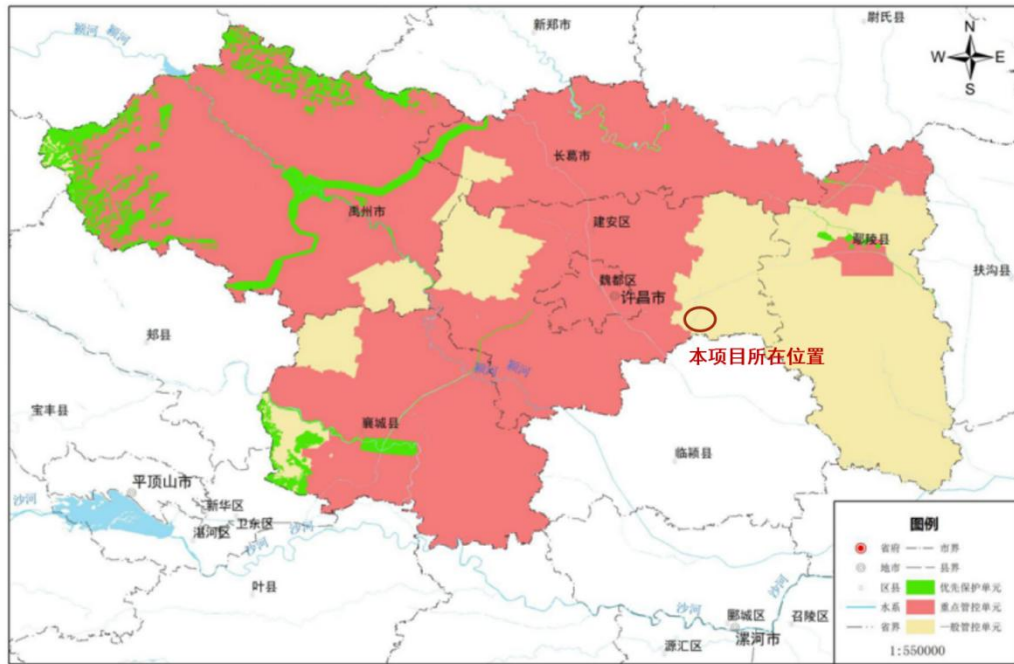 新郑市
尉氏县
颍河 颍河
N
W E
S
长葛市
禹州市
建安区
鄢陵县
魏都区
许昌市
扶沟县
郏县
本项目所在位置
颍河 颍河
宝丰县
襄城县
临颍县
平顶山市
新华区
卫东区
湛河区
沙河
沙河
沙河
叶县
沙河
沙河
郾城区
召陵区
漯河市
源汇区
图例
省府
市界
地市
县界
区县
优先保护单元
水系
重点管控单元
省界
一般管控单元
1:550000